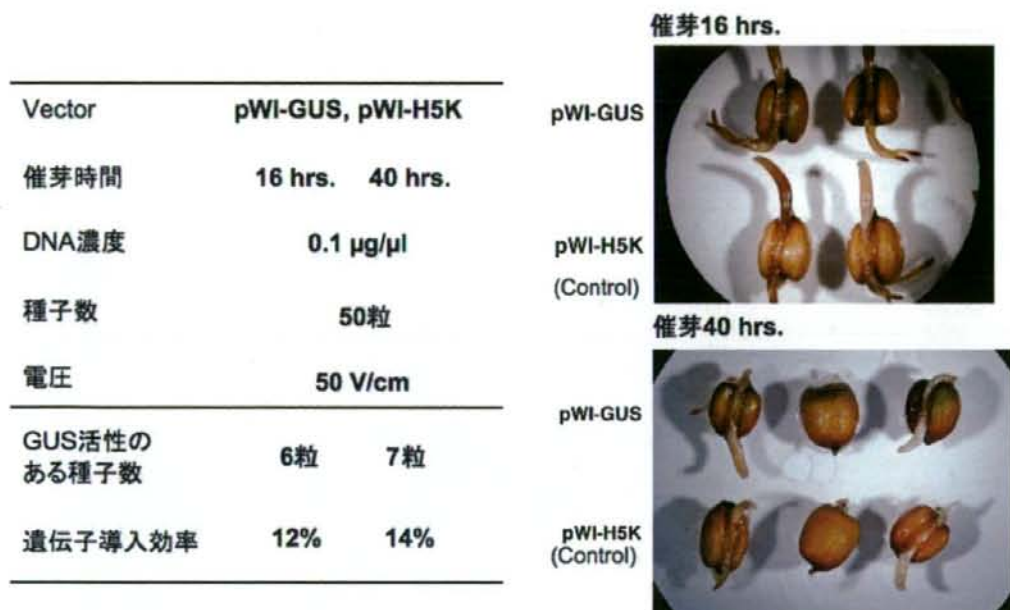 Vector pWI-GUS, pWI-H5K
催芽時間 16 hrs. 40 hrs.
DNA濃度 0.1 µg/µl
種子数 50粒
電圧 50 V/cm
GUS活性の
ある種子数 6粒 7粒
遺伝子導入効率 12% 14%
催芽16 hrs.
pWI-GUS
pWI-H5K
(Control)
催芽40 hrs.
pWI-GUS
pWI-H5K
(Control)